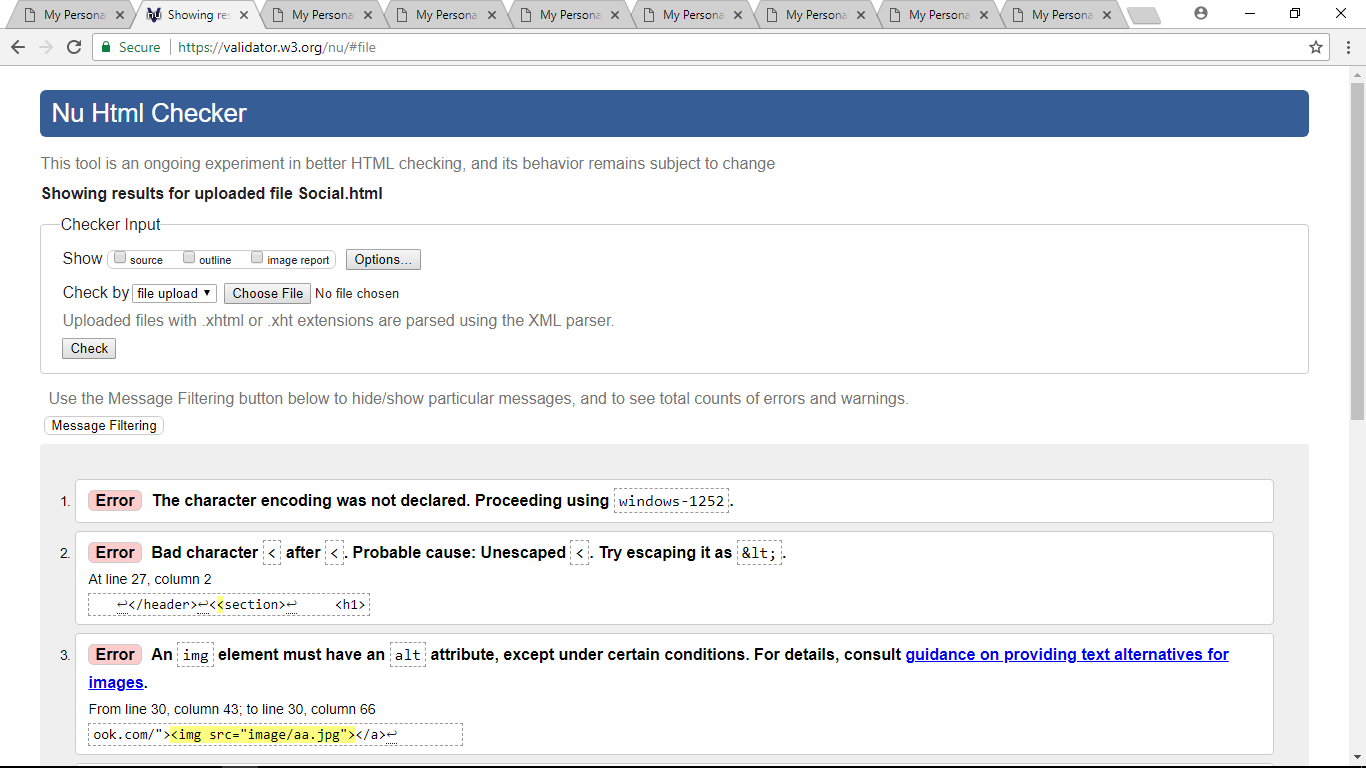 My Persona
Showing res
My Persona
My Persona
My Persona
My Persona
My Persona
My Persona
My Persona
Secure https://validator.w3.org/nu/#file
Nu Html Checker
This tool is an ongoing experiment in better HTML checking, and its behavior remains subject to change
Showing results for uploaded file Social.html
Checker Input
Show source outline image report Options...
Check by file upload Choose File No file chosen
Uploaded files with .xhtml or .xht extensions are parsed using the XML parser.
Check
Use the Message Filtering button below to hide/show particular messages, and to see total counts of errors and warnings.
Message Filtering
1. Error The character encoding was not declared. Proceeding using windows-1252.
2. Error Bad character < after <. Probable cause: Unescaped <. Try escaping it as &lt;.
At line 27, column 2
↩</header>↩<<section>↩ <h1>
3. Error An img element must have an alt attribute, except under certain conditions. For details, consult guidance on providing text alternatives for
images.
From line 30, column 43; to line 30, column 66
ook.com/"><img src="image/aa.jpg"></a>↩